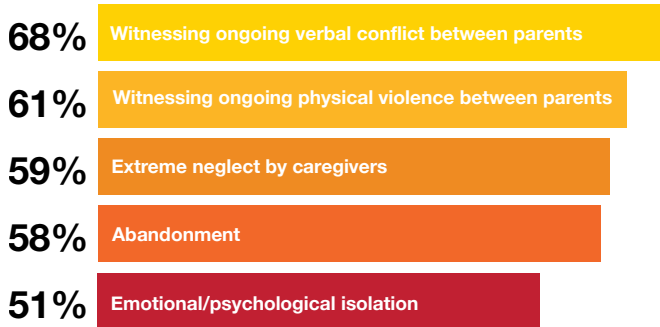 68% Witnessing ongoing verbal conflict between parents
61% Witnessing ongoing physical violence between parents
59% Extreme neglect by caregivers
58% Abandonment
51% Emotional/psychological isolation